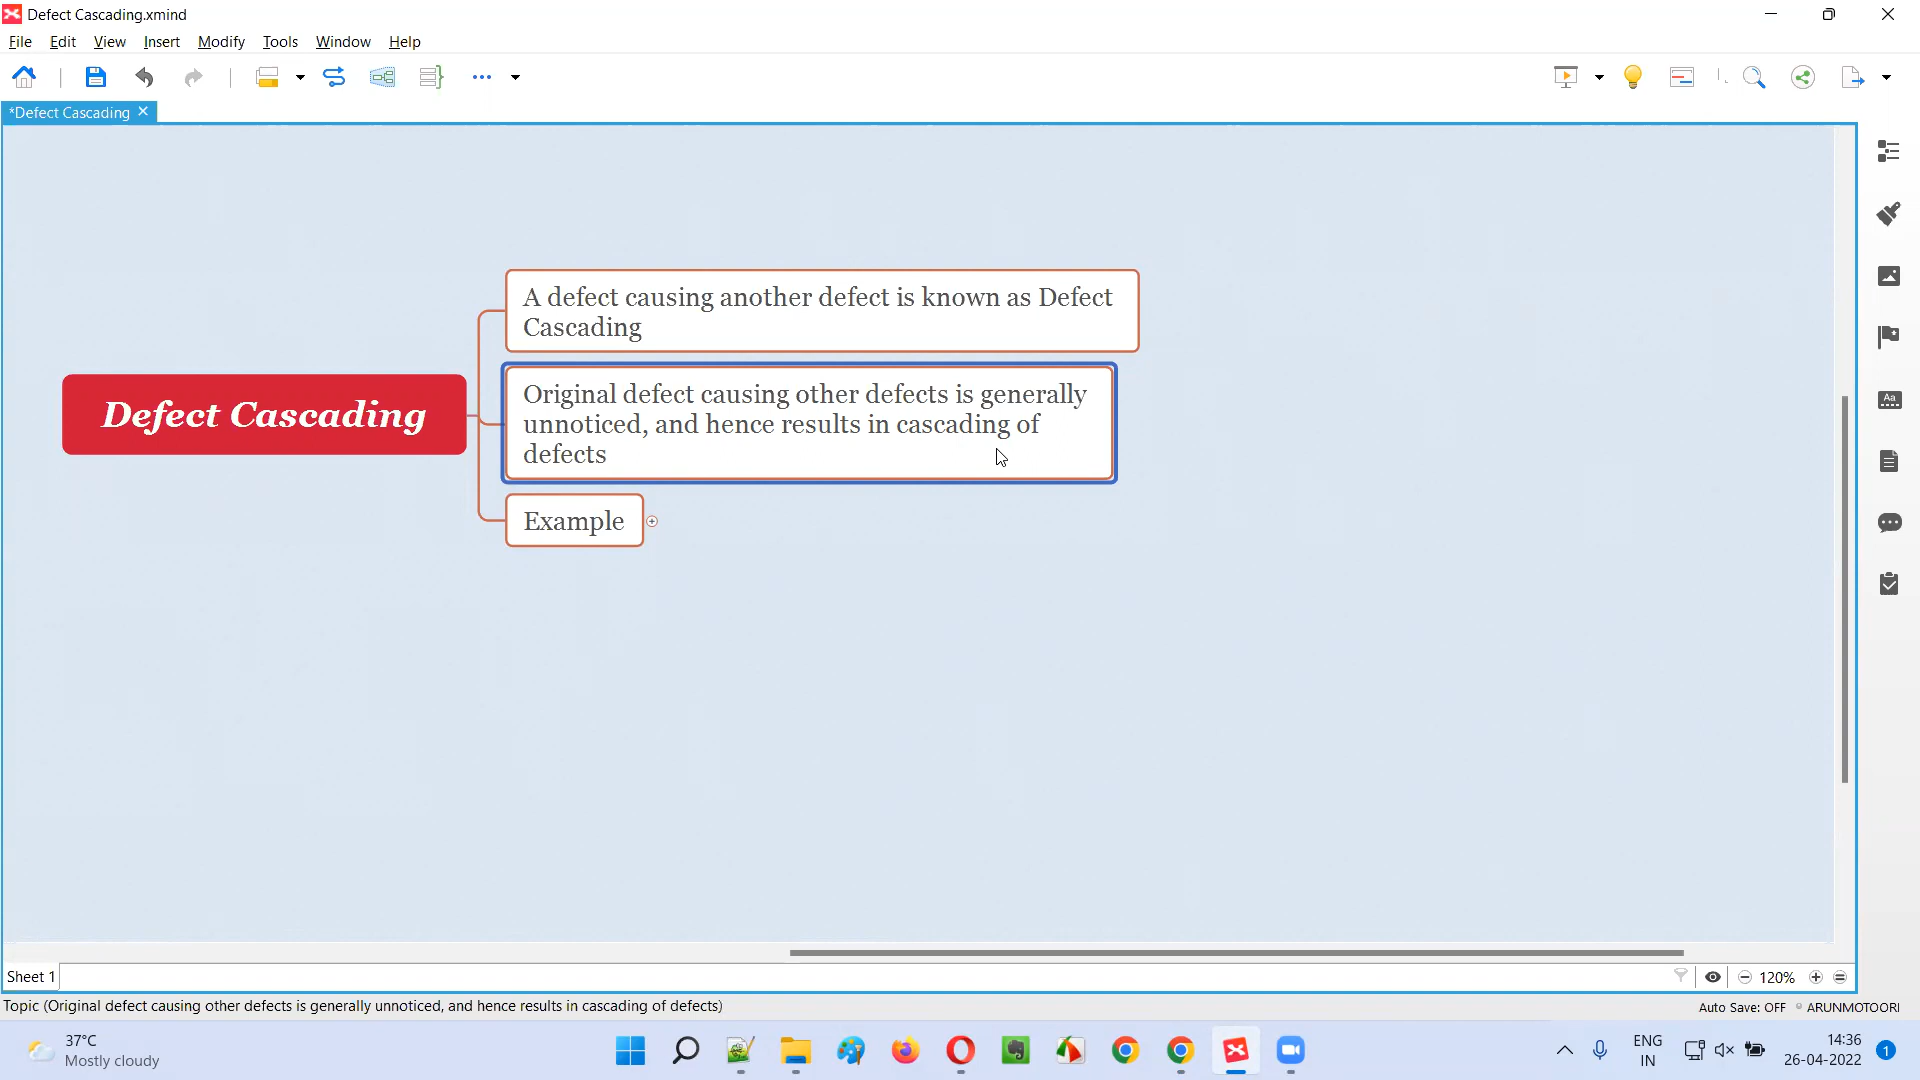 Defect Cascading.xmind
File Edit View Insert Modify Tools Window Help
*Defect Cascading
A defect causing another defect is known as Defect
Cascading
Defect Cascading
Original defect causing other defects is generally
unnoticed, and hence results in cascading of
defects
Example
Aa
Sheet 1
120%
Topic (Original defect causing other defects is generally unnoticed, and hence results in cascading of defects)
Auto Save: OFF ARUNMOTOORI
37°C
Mostly cloudy
ENG
IN
14:36
26-04-2022
1